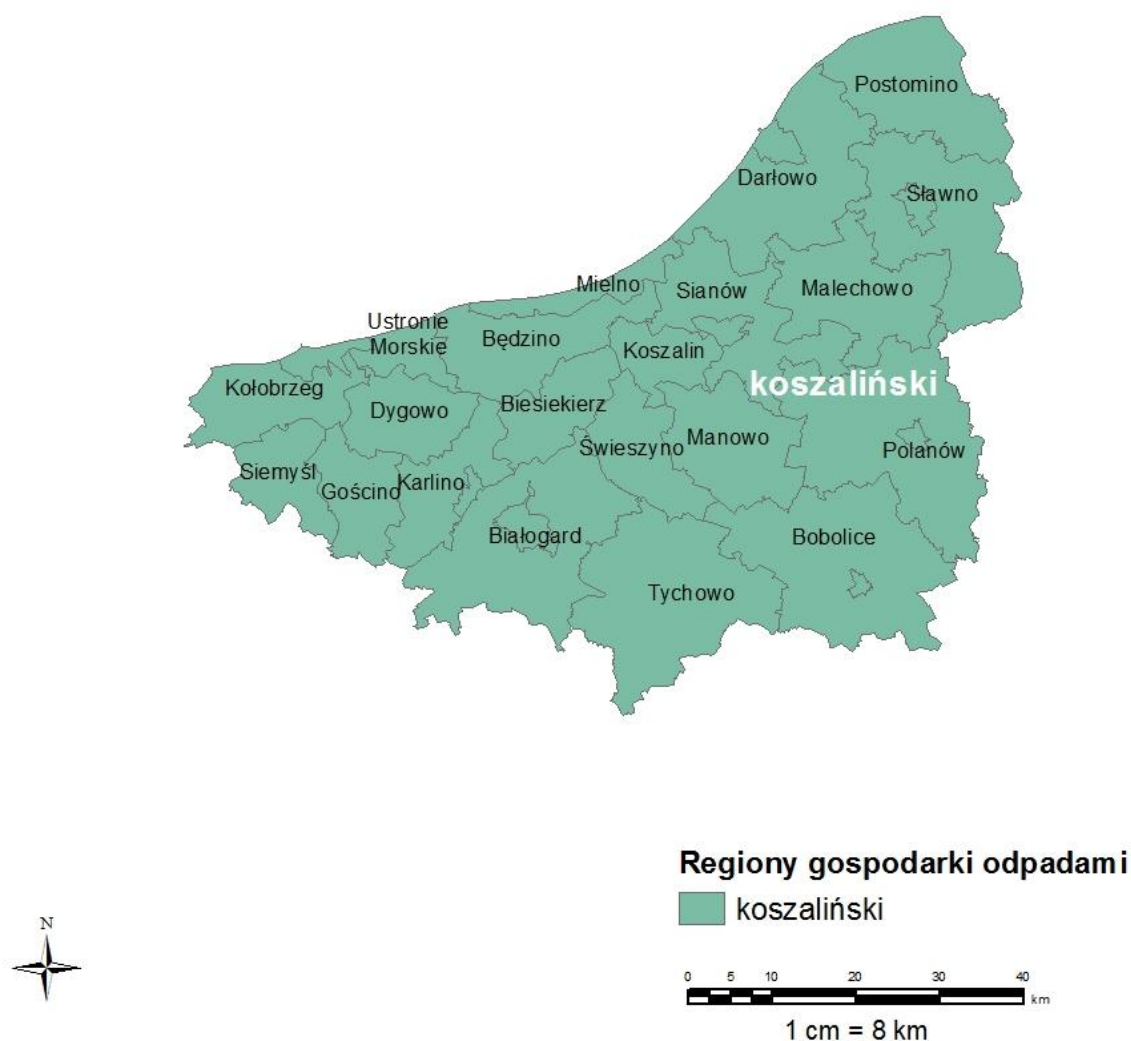 Postomino
Darłowo
Sławno
Mielno
Sianów
Malechowo
Ustronie
Morskie
Będzino
Koszalin
koszaliński
Kołobrzeg
Dygowo
Biesiekierz
Świeszyno
Manowo
Polanów
Siemyśl
Gościno
Karlino
Białogard
Bobolice
Tychowo
Regiony gospodarki odpadami
koszaliński
N
0 5 10 20 30 40
km
1 cm = 8 km